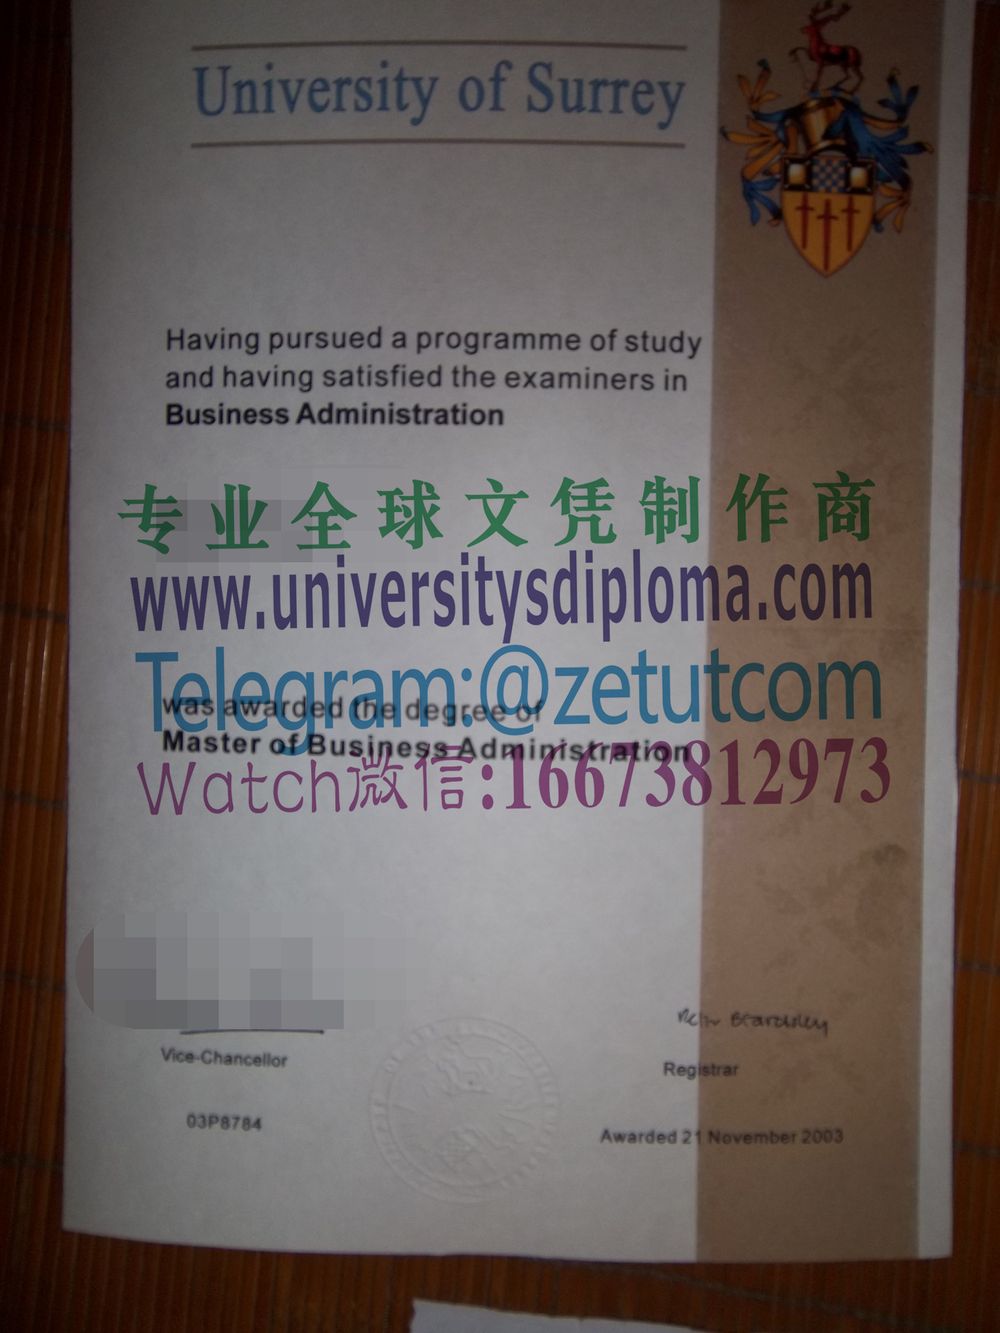 University of Surrey
Having pursued a programme of study
and having satisfied the examiners in
Business Administration
专业全球文凭制作商
www.universitysdiploma.com
Telegram:@zetutcom
was awarded the degree of
Master of Business Administration
Watch微信:16673812973
Vice-Chancellor
Registrar
03P8784
Awarded 21 November 2003